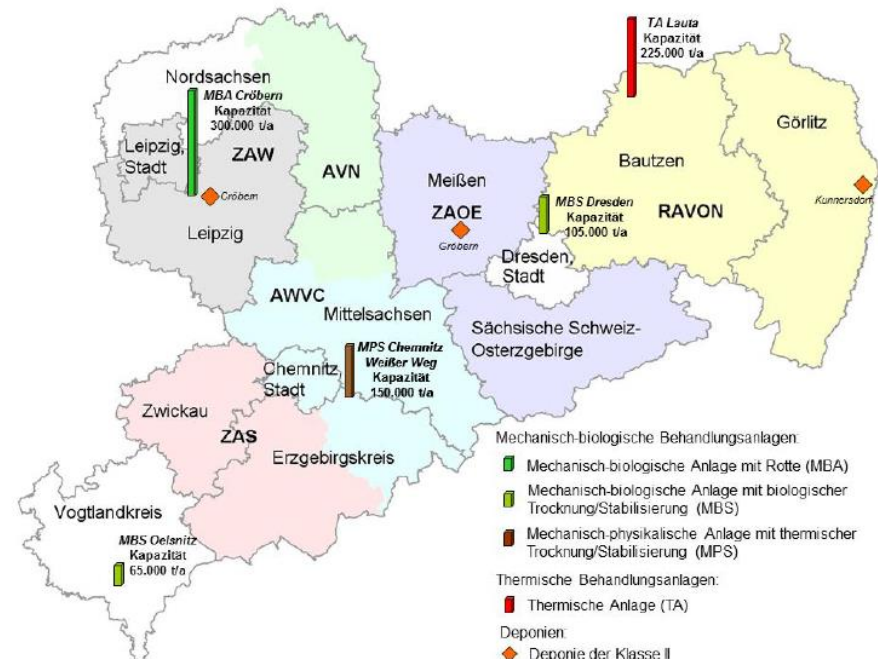 TA Lauta
Kapazität
225.000 t/a
Nordsachsen
MBA Cröbern
Kapazität
300.000 t/a
Leipzig,
Stadt
ZAW
Cröbern
Leipzig
AVN
Meißen
ZAOE
Gröbern
MBS Dresden
Kapazität
105.000 t/a
Dresden,
Stadt
Bautzen
RAVON
Görlitz
Kunnersdorf
AWVC
Mittelsachsen
Sächsische Schweiz-
Osterzgebirge
MPS Chemnitz
Weißer Weg
Kapazität
150.000 t/a
Chemnitz
Stadt
Zwickau
ZAS
Erzgebirgskreis
Vogtlandkreis
MBS Oelsnitz
Kapazität
65.000 t/a
Mechanisch-biologische Behandlungsanlagen:
Mechanisch-biologische Anlage mit Rotte (MBA)
Mechanisch-biologische Anlage mit biologischer
Trocknung/Stabilisierung (MBS)
Mechanisch-physikalische Anlage mit thermischer
Trocknung/Stabilisierung (MPS)
Thermische Behandlungsanlagen:
Thermische Anlage (TA)
Deponien:
Deponie der Klasse II